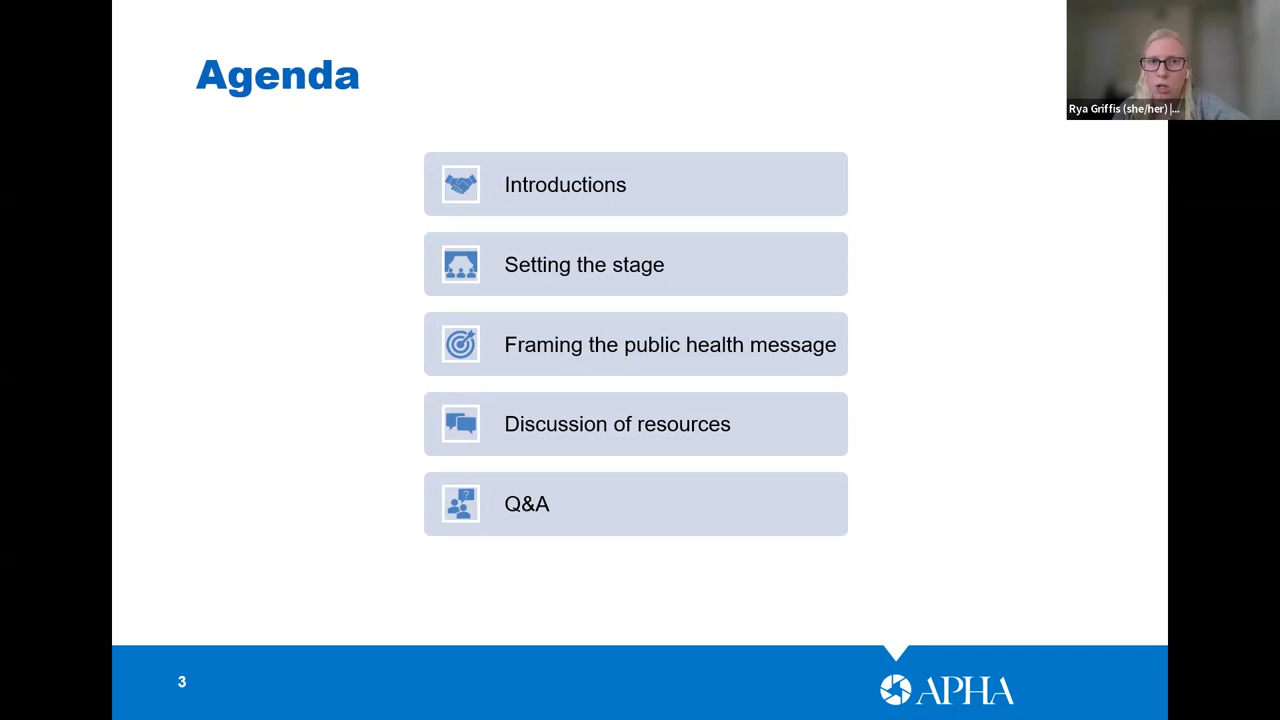 Agenda
Rya Griffis (she/her) |...
Introductions
Setting the stage
Framing the public health message
Discussion of resources
?
Q&A
3
APHA